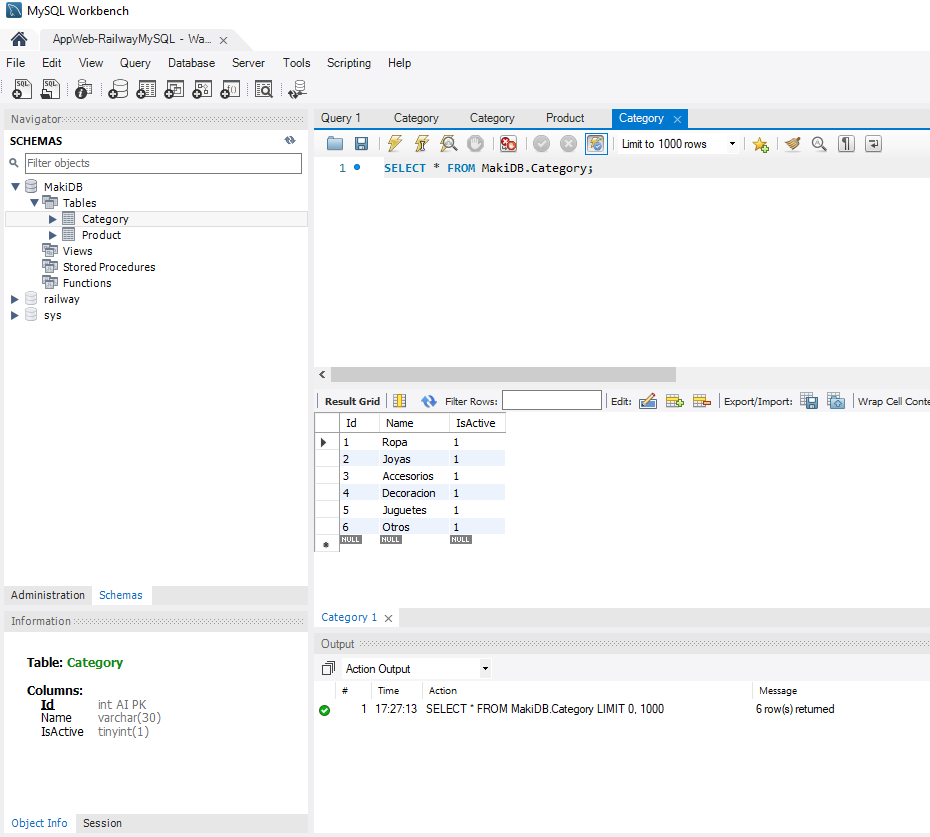 MySQL Workbench
AppWeb-RailwayMySQL - Wa...
File Edit View Query Database Server Tools Scripting Help
Navigator
SCHEMAS
Filter objects
MakiDB
Tables
Category
Product
Views
Stored Procedures
Functions
railway
sys
Administration Schemas
Information
Table: Category
Columns:
Id int AI PK
Name varchar(30)
IsActive tinyint(1)
Object Info Session
Query 1 Category Category Product Category
Limit to 1000 rows
1 SELECT * FROM MakiDB.Category;
Result Grid Filter Rows: Edit: Export/Import: Wrap Cell Conte
Id Name IsActive
1 Ropa 1
2 Joyas 1
3 Accesorios 1
4 Decoracion 1
5 Juguetes 1
6 Otros 1
NULL NULL NULL
Category 1
Output
Action Output
# Time Action Message
1 17:27:13 SELECT * FROM MakiDB.Category LIMIT 0, 1000 6 row(s) returned